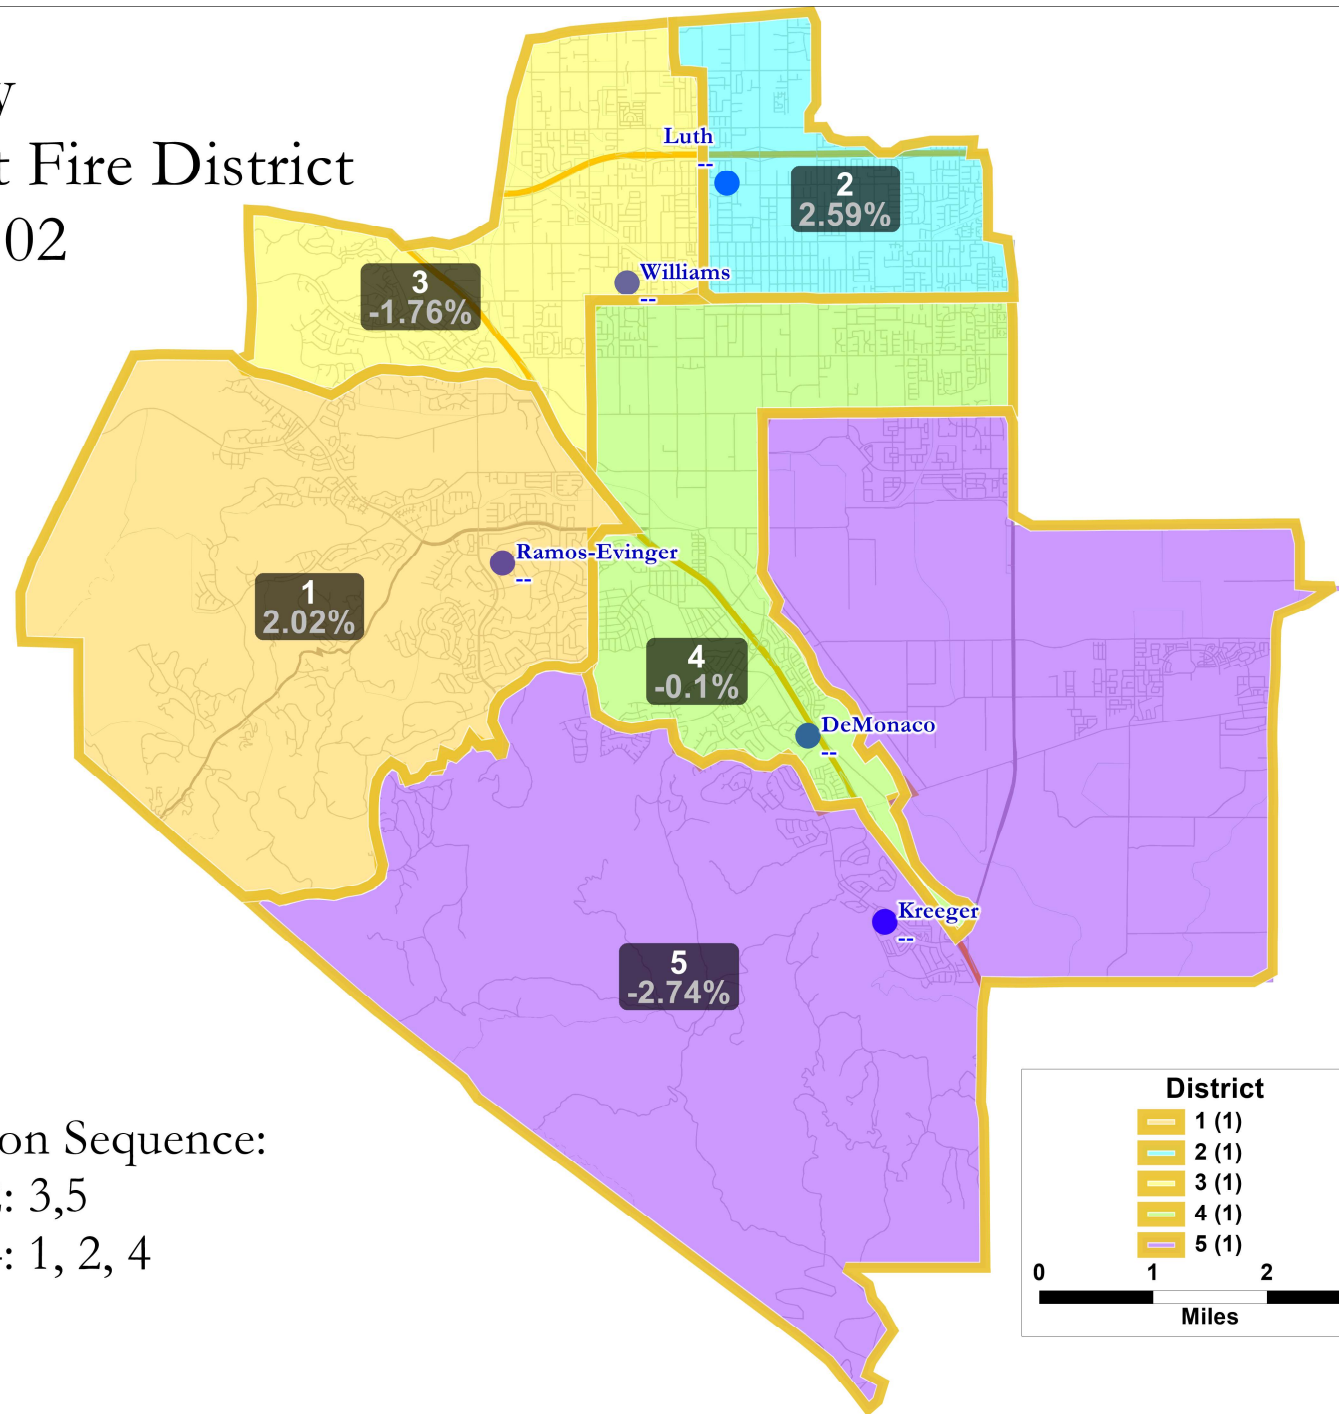 t Fire District
02
Luth
--
2
2.59%
Williams
--
3
-1.76%
Ramos-Evinger
--
1
2.02%
4
-0.1%
DeMonaco
--
Kreeger
--
5
-2.74%
on Sequence:
: 3,5
: 1, 2, 4
District
1 (1)
2 (1)
3 (1)
4 (1)
5 (1)
0 1 2
Miles